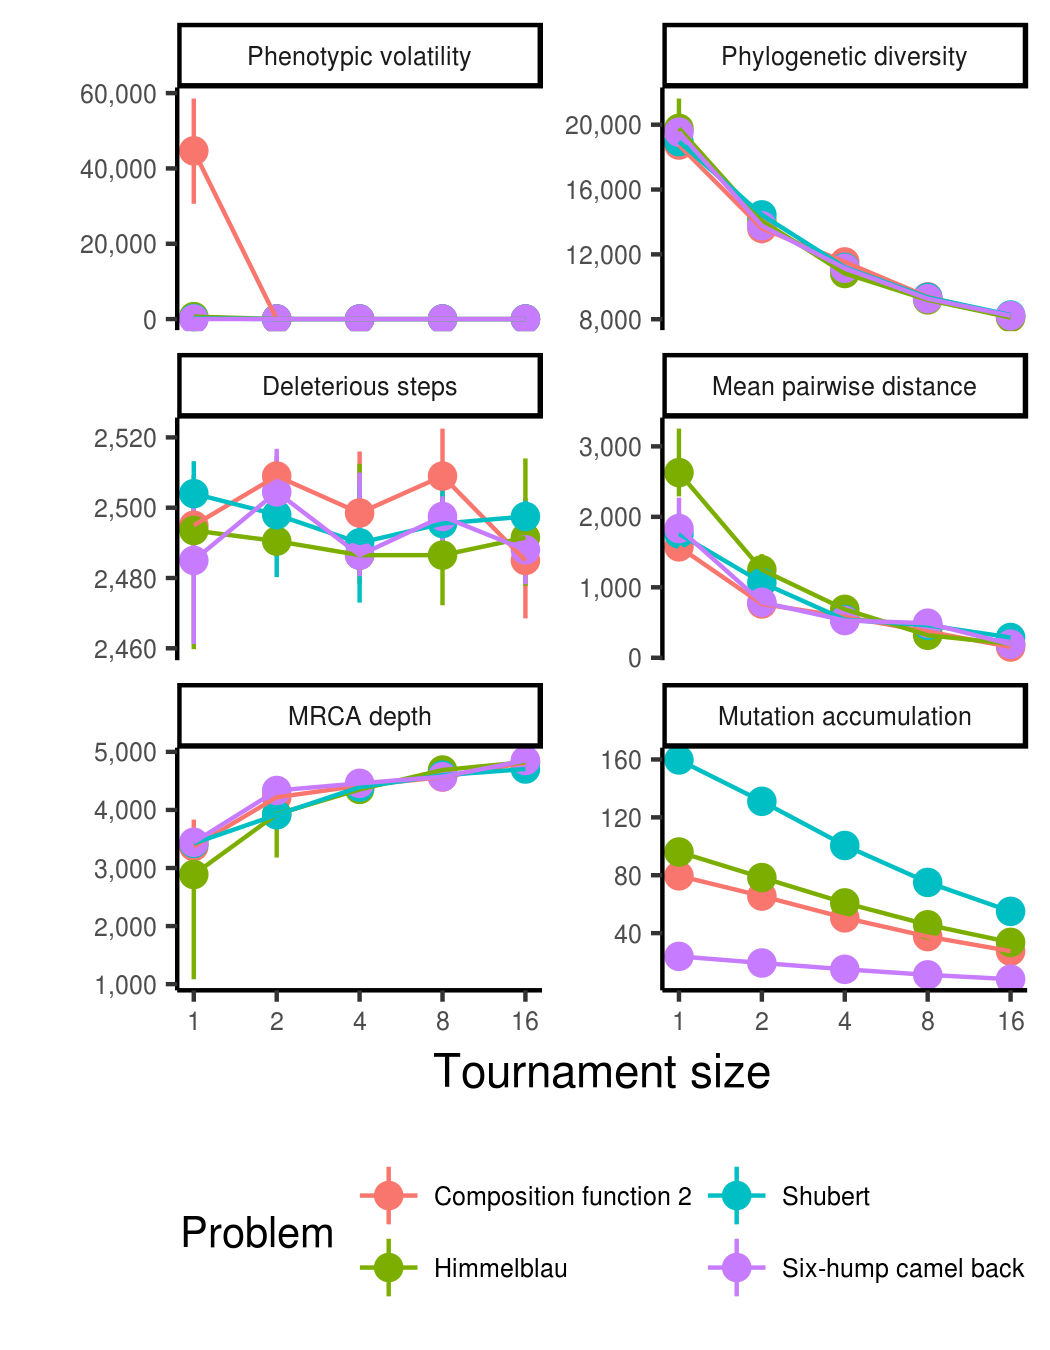 Phenotypic volatility
Phylogenetic diversity
60,000
40,000
20,000
0
20,000
16,000
12,000
8,000
Deleterious steps
Mean pairwise distance
2,520
2,500
2,480
2,460
3,000
2,000
1,000
0
MRCA depth
Mutation accumulation
5,000
4,000
3,000
2,000
1,000
160
120
80
40
1 2 4 8 16
1 2 4 8 16
Tournament size
Problem
Composition function 2
Shubert
Himmelblau
Six-hump camel back